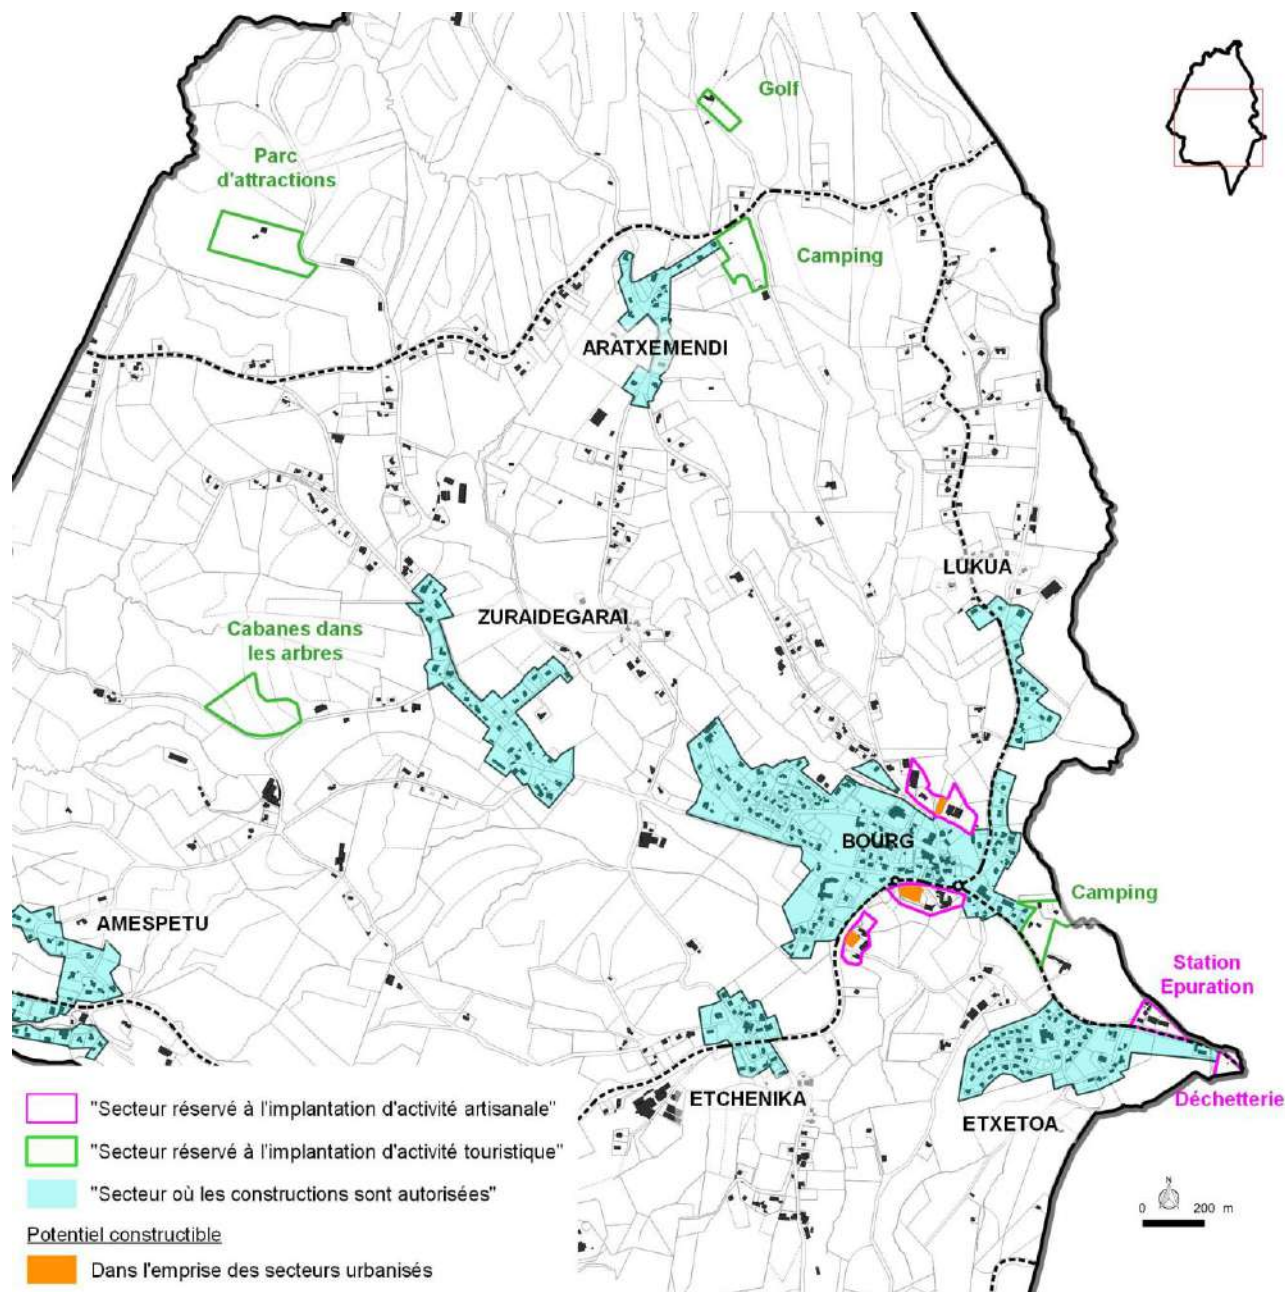 Golf
Parc
d'attractions
Camping
ARATXEMENDI
LUKUA
ZURAIDEGARAI
Cabanes dans
les arbres
BOURG
Camping
AMESPETU
Station
Epuration
ETCHENIKA
Déchetterie
ETXETOA
"Secteur réservé à l'implantation d'activité artisanale"
"Secteur réservé à l'implantation d'activité touristique"
"Secteur où les constructions sont autorisées"
Potentiel constructible
Dans l'emprise des secteurs urbanisés
N
0 200 m